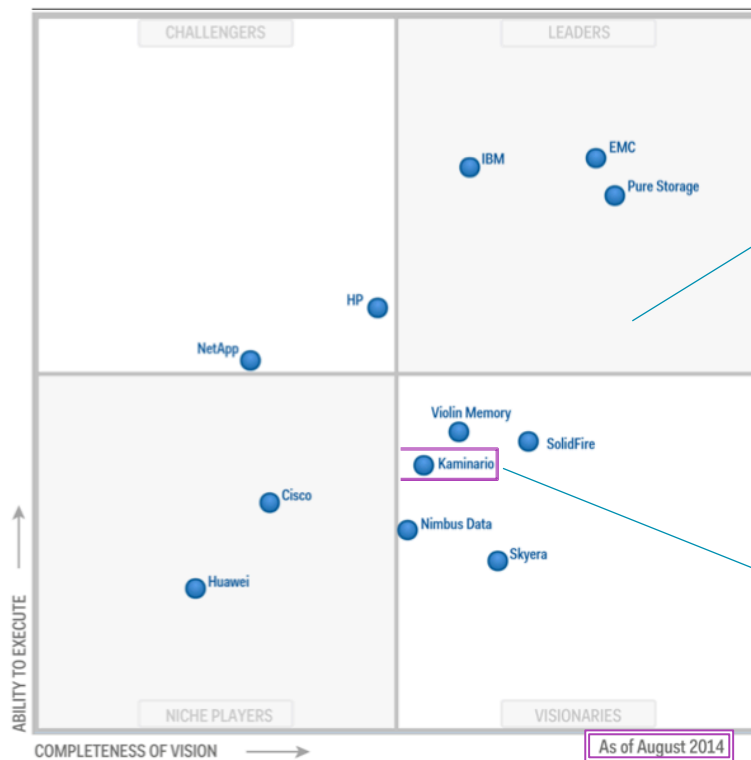 CHALLENGERS
LEADERS
IBM
EMC
Pure Storage
HP
NetApp
Violin Memory
SolidFire
Kaminario
Cisco
Nimbus Data
Skyera
Huawei
ABILITY TO EXECUTE
NICHE PLAYERS
VISIONARIES
COMPLETENESS OF VISION
As of August 2014